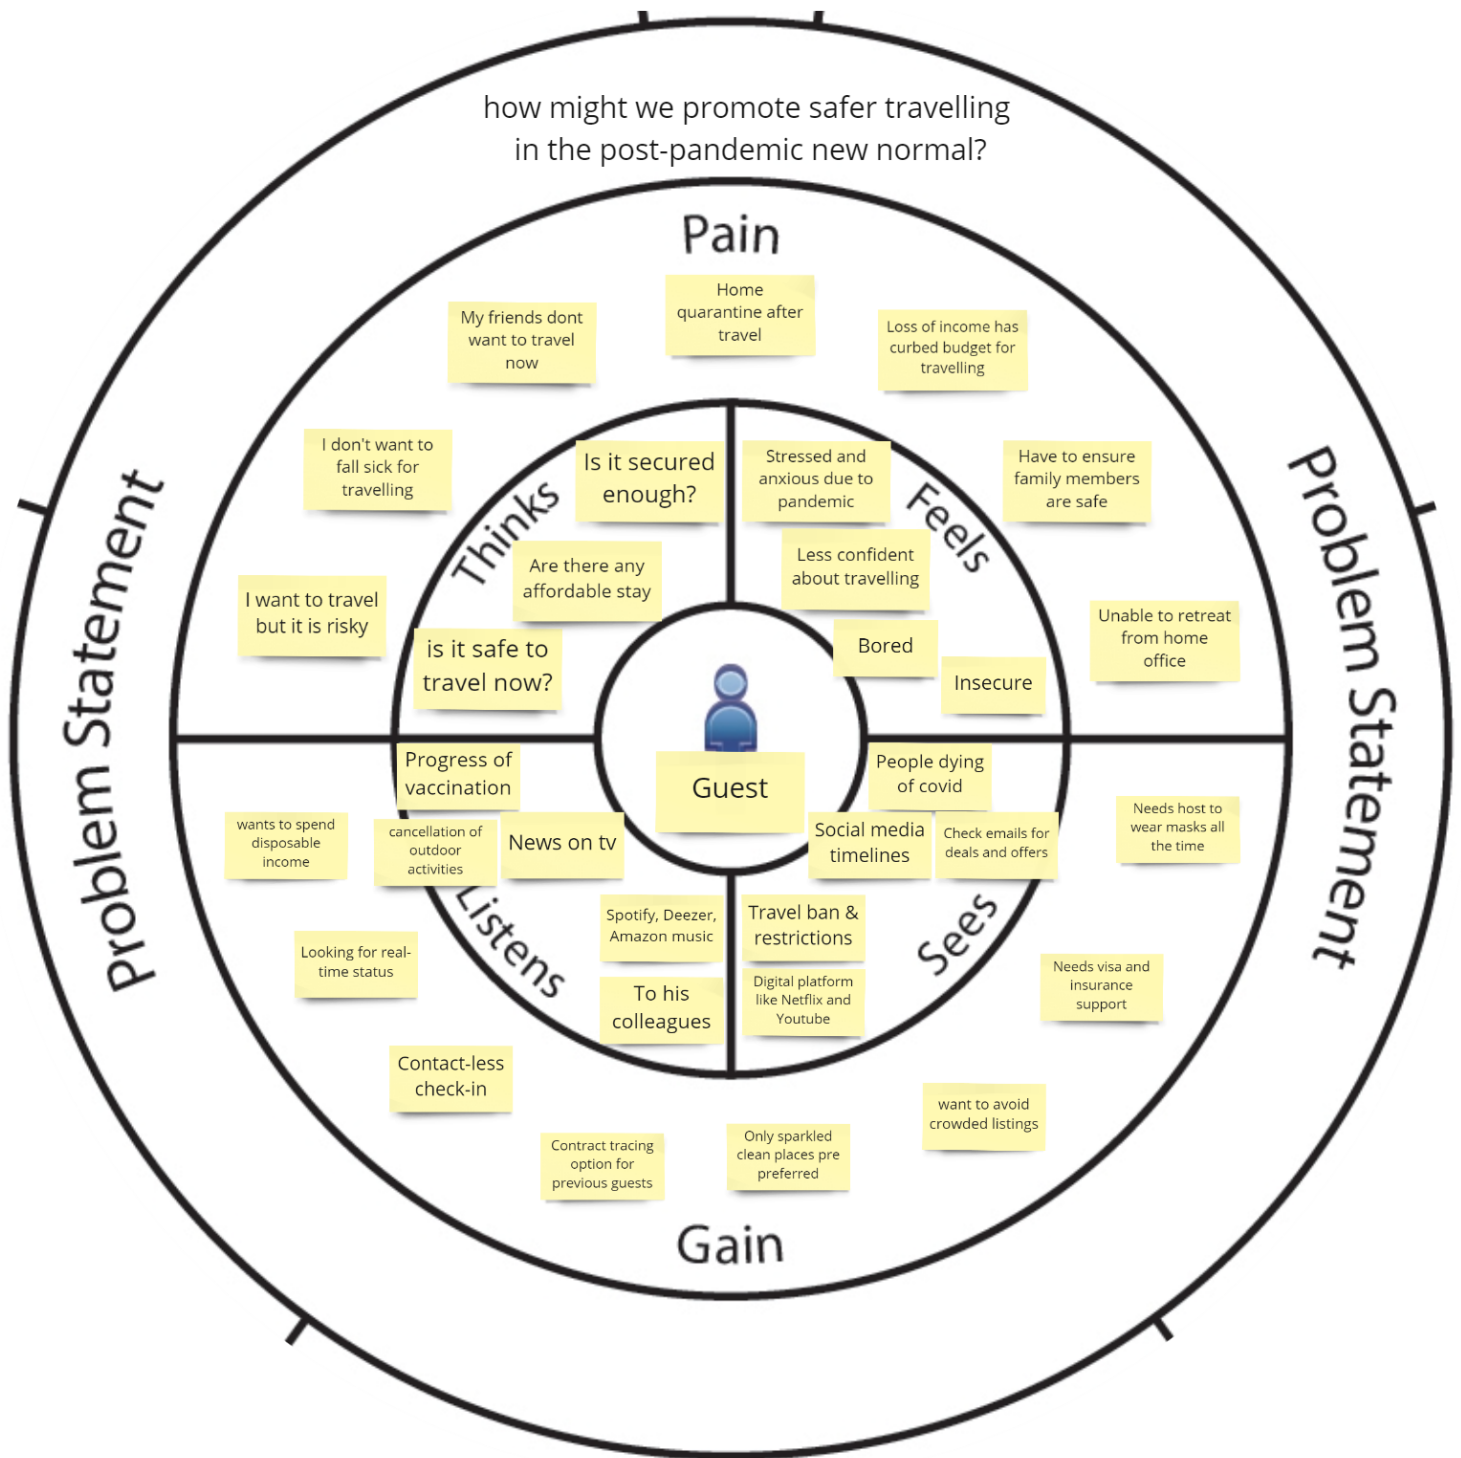 how might we promote safer travelling
in the post-pandemic new normal?
Problem Statement
Problem Statement
Pain
My friends dont
want to travel
now
Home
quarantine after
travel
Loss of income has
curbed budget for
travelling
I don't want to
fall sick for
travelling
Have to ensure
family members
are safe
I want to travel
but it is risky
Unable to retreat
from home
office
Thinks
Is it secured
enough?
Are there any
affordable stay
is it safe to
travel now?
Feels
Stressed and
anxious due to
pandemic
Less confident
about travelling
Bored
Insecure
Guest
Listens
Progress of
vaccination
cancellation of
outdoor
activities
News on tv
Spotify, Deezer,
Amazon music
To his
colleagues
Sees
People dying
of covid
Social media
timelines
Check emails for
deals and offers
Travel ban &
restrictions
Digital platform
like Netflix and
Youtube
wants to spend
disposable
income
Needs host to
wear masks all
the time
Looking for real-
time status
Needs visa and
insurance
support
Contact-less
check-in
want to avoid
crowded listings
Contract tracing
option for
previous guests
Only sparkled
clean places pre
preferred
Gain